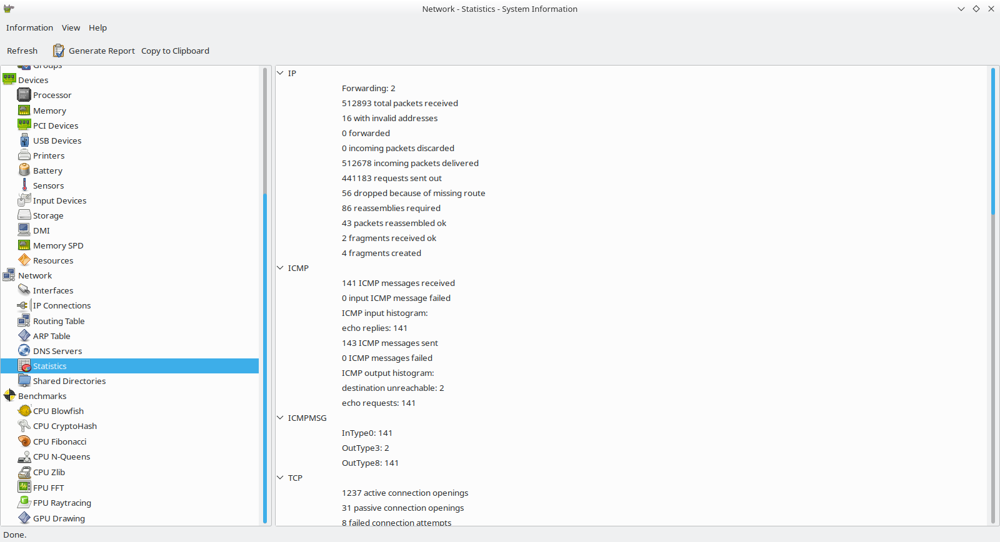 Network - Statistics - System Information
Information View Help
Refresh Generate Report Copy to Clipboard
Groups
Devices
Processor
Memory
PCI Devices
USB Devices
Printers
Battery
Sensors
Input Devices
Storage
DMI
Memory SPD
Resources
Network
Interfaces
IP Connections
Routing Table
ARP Table
DNS Servers
Statistics
Shared Directories
Benchmarks
CPU Blowfish
CPU CryptoHash
CPU Fibonacci
CPU N-Queens
CPU Zlib
FPU FFT
FPU Raytracing
GPU Drawing
IP
Forwarding: 2
512893 total packets received
16 with invalid addresses
0 forwarded
0 incoming packets discarded
512678 incoming packets delivered
441183 requests sent out
56 dropped because of missing route
86 reassemblies required
43 packets reassembled ok
2 fragments received ok
4 fragments created
ICMP
141 ICMP messages received
0 input ICMP message failed
ICMP input histogram:
echo replies: 141
143 ICMP messages sent
0 ICMP messages failed
ICMP output histogram:
destination unreachable: 2
echo requests: 141
ICMPMSG
InType0: 141
OutType3: 2
OutType8: 141
TCP
1237 active connection openings
31 passive connection openings
8 failed connection attempts
Done.